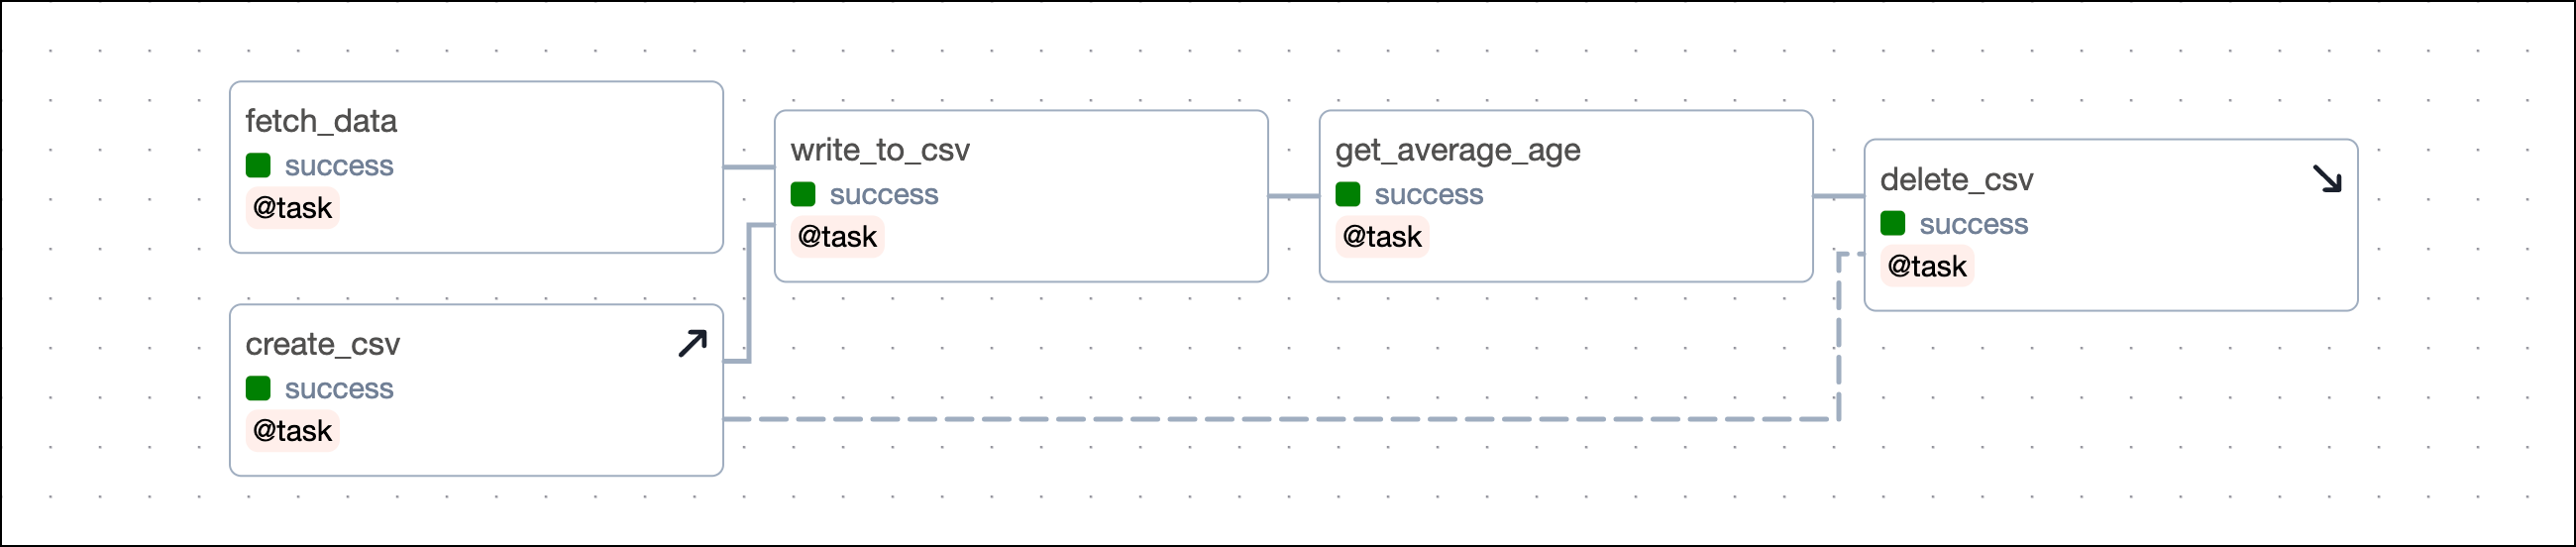 fetch_data
success
@task
create_csv
success
@task
write_to_csv
success
@task
get_average_age
success
@task
delete_csv
success
@task